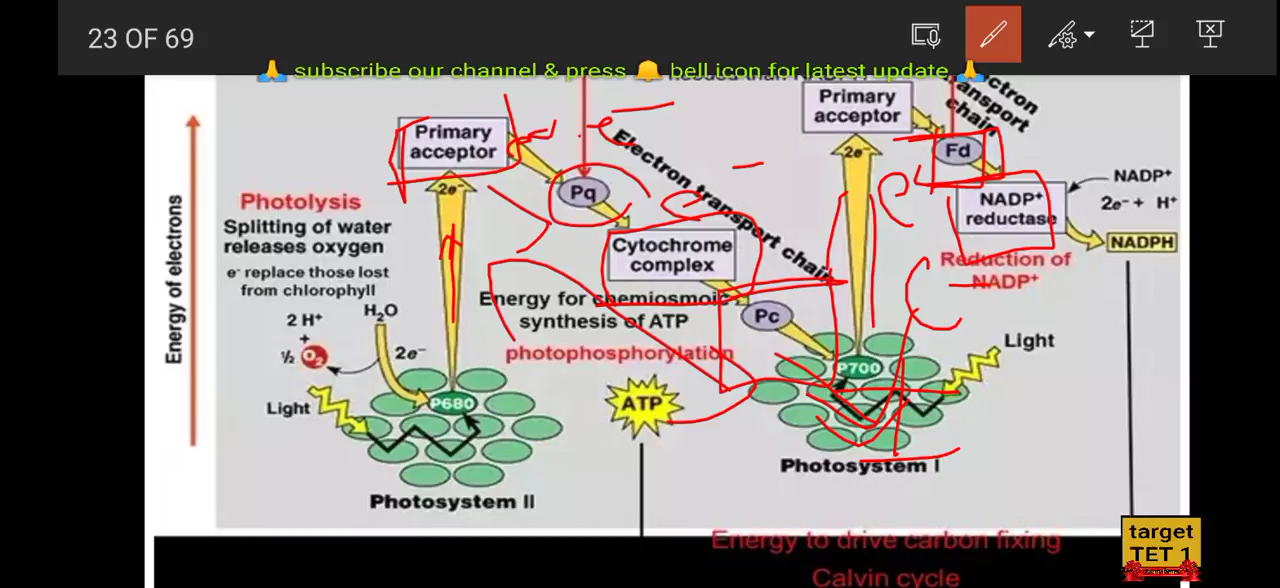 23 OF 69
🙏 subscribe our channel & press 🔔 bell icon for latest update 🙏
Primary
acceptor
Primary
acceptor
Electron transport chain
transport
chain
2e⁻
2e⁻
Pq
Fd
Cytochrome
complex
Pc
NADP⁺
reductase
NADP⁺
2e⁻ + H⁺
NADPH
Reduction of
NADP⁺
Energy of electrons
Photolysis
Splitting of water
releases oxygen
e⁻ replace those lost
from chlorophyll
H₂O
2 H⁺
+
½ O₂
2e⁻
Energy for chemiosmoic
synthesis of ATP
photophosphorylation
Light
P680
ATP
P700
Light
Photosystem II
Photosystem I
Energy to drive carbon fixing
Calvin cycle
target
TET 1